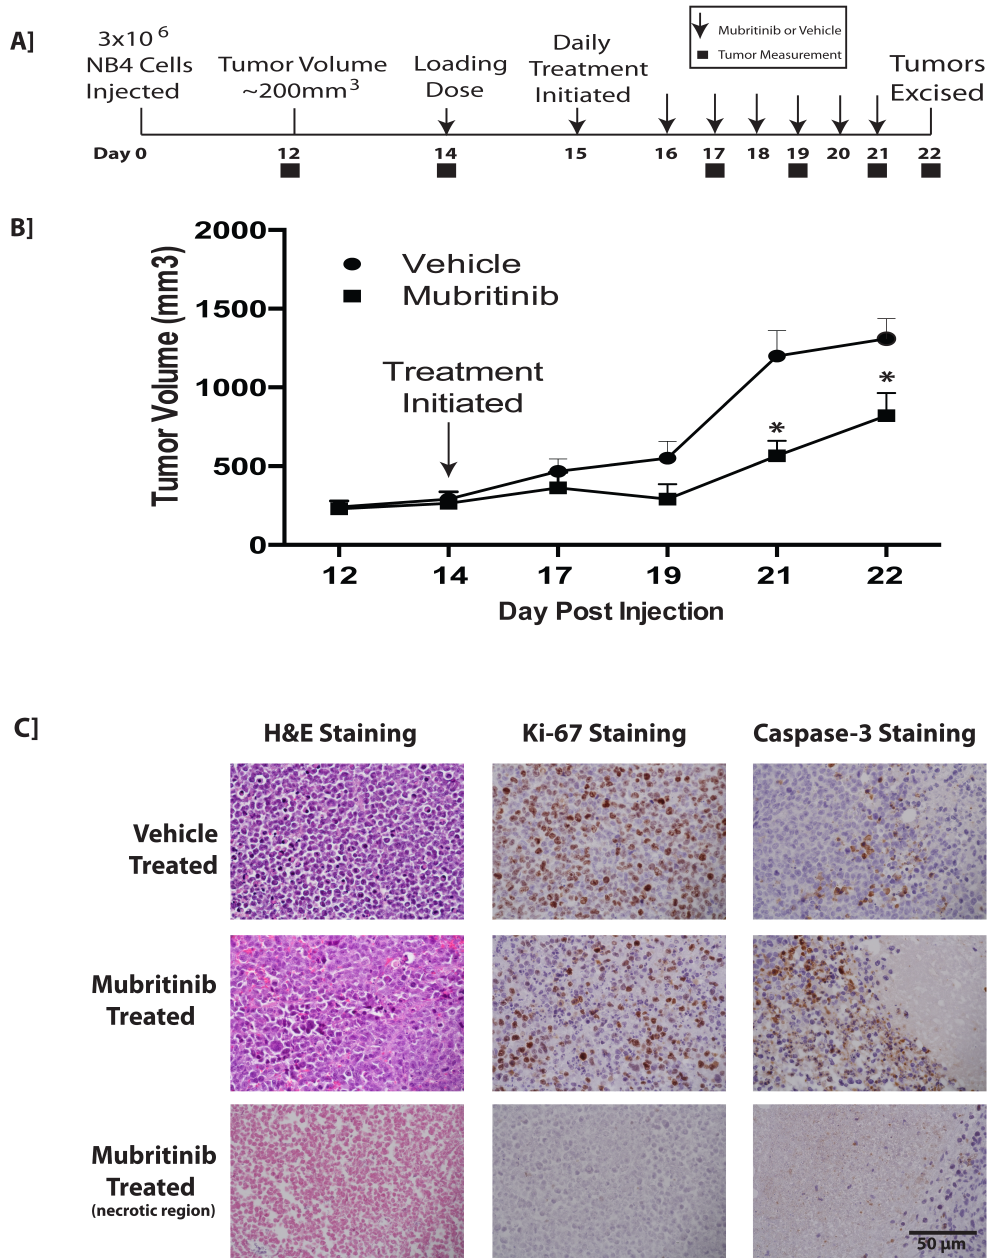 A]
3x10 6
NB4 Cells
Injected
Tumor Volume
~200mm3
Loading
Dose
Daily
Treatment
Initiated
Mubritinib or Vehicle
Tumor Measurement
Tumors
Excised
Day 0 12 14 15 16 17 18 19 20 21 22
B]
Tumor Volume (mm3)
2000
1500
1000
500
0
Vehicle
Mubritinib
Treatment
Initiated
*
*
12 14 17 19 21 22
Day Post Injection
C]
H&E Staining Ki-67 Staining Caspase-3 Staining
Vehicle
Treated
Mubritinib
Treated
Mubritinib
Treated
(necrotic region)
50 μm